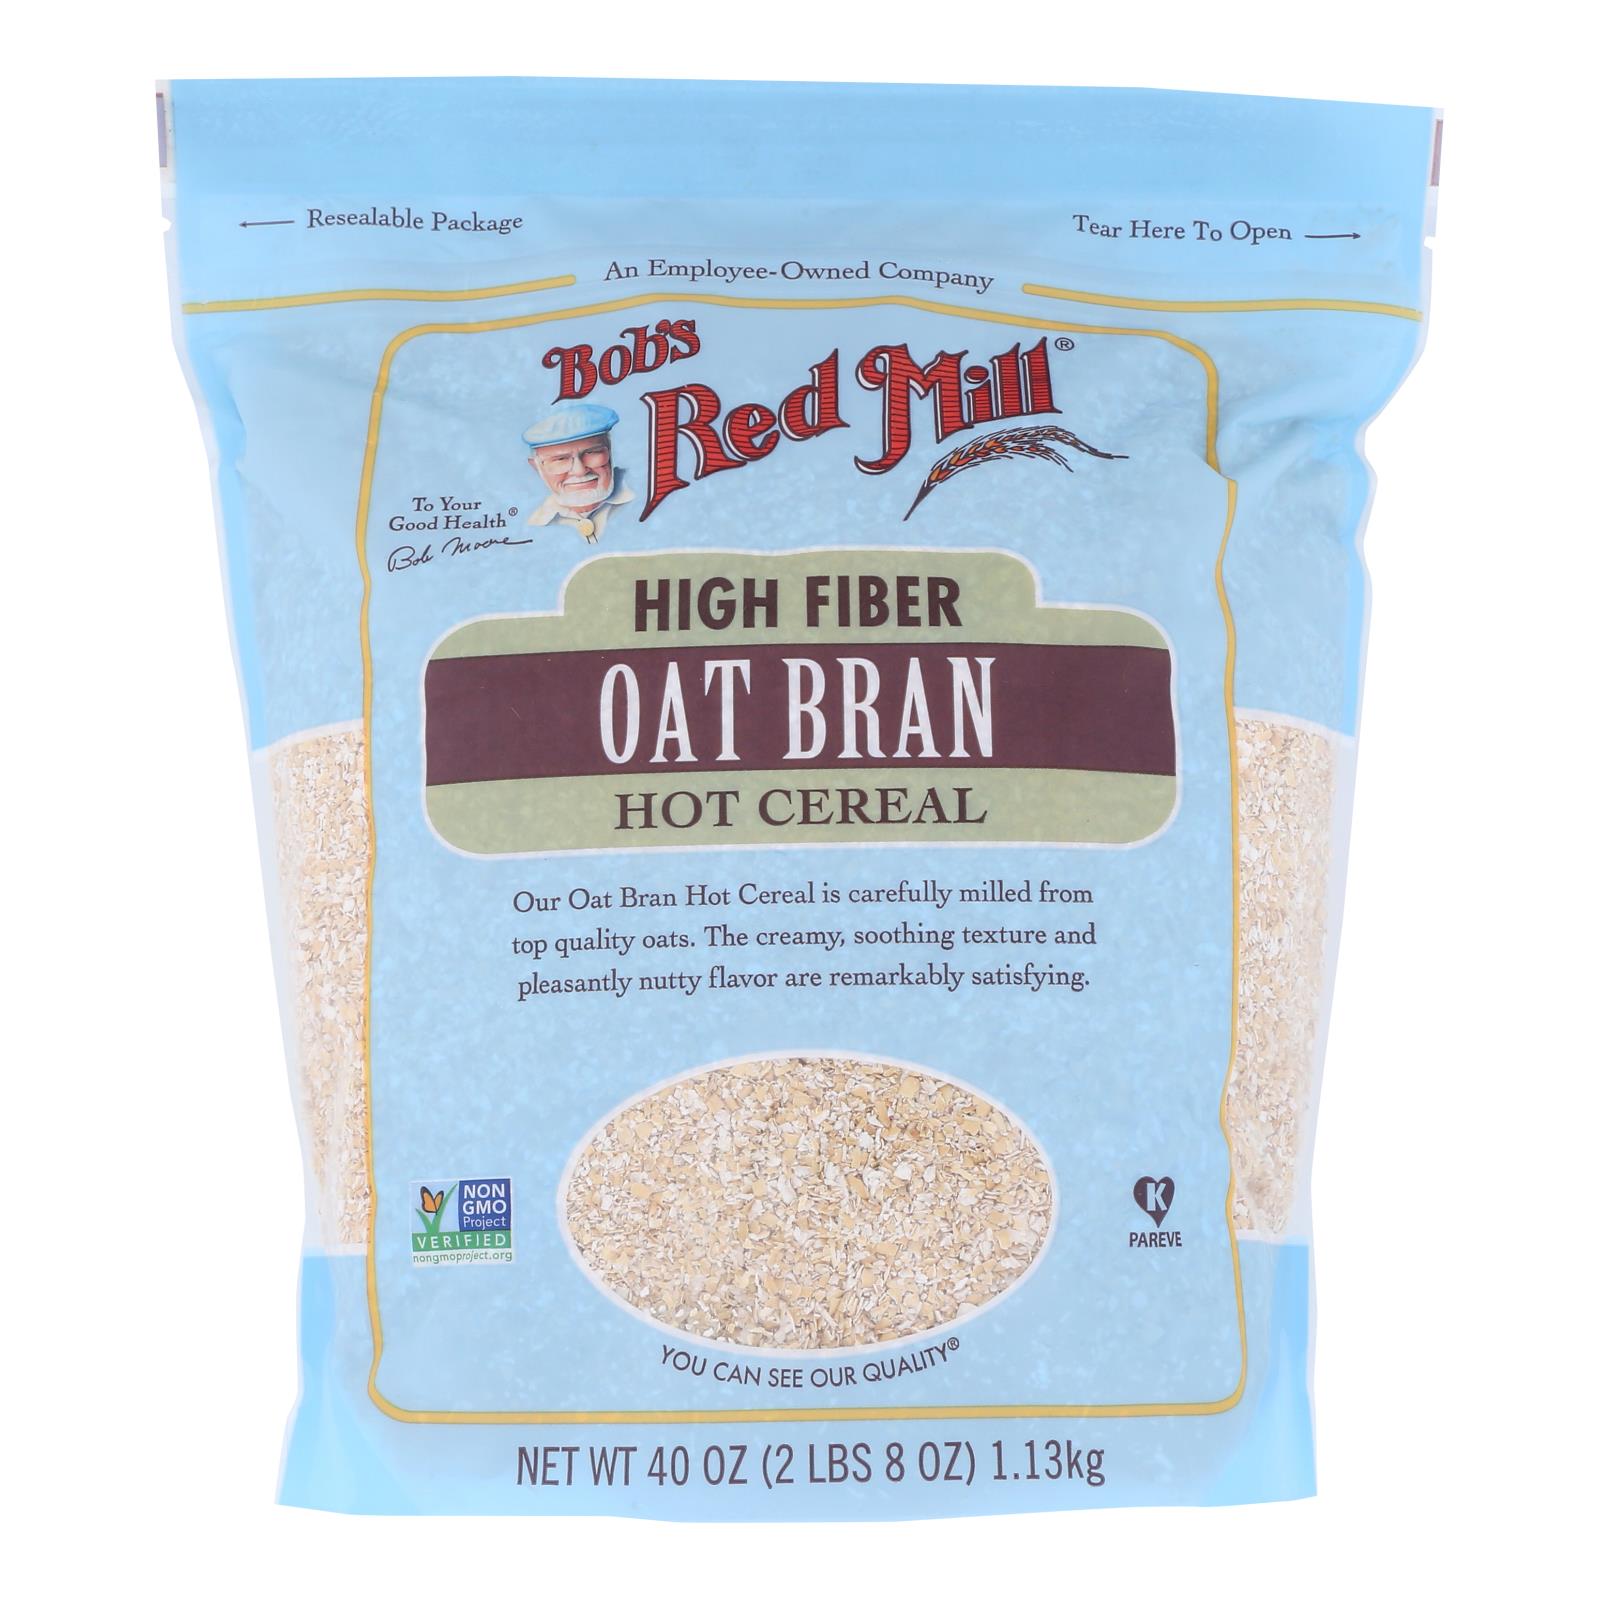 Resealable Package
Tear Here To Open
An Employee-Owned Company
Bob's
Red Mill®
To Your
Good Health®
Bob Moore
HIGH FIBER
OAT BRAN
HOT CEREAL
Our Oat Bran Hot Cereal is carefully milled from
top quality oats. The creamy, soothing texture and
pleasantly nutty flavor are remarkably satisfying.
NON
GMO
Project
VERIFIED
nongmoproject.org
K
PAREVE
YOU CAN SEE OUR QUALITY®
NET WT 40 OZ (2 LBS 8 OZ) 1.13kg